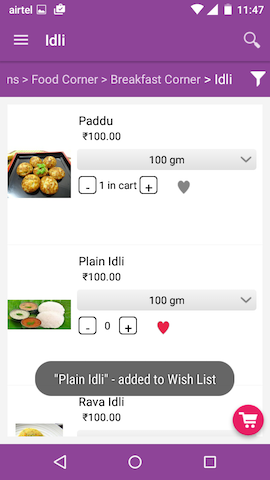 airtel 11:47
Idli
ns > Food Corner > Breakfast Corner > Idli
Paddu
₹100.00
100 gm
- 1 in cart +
Plain Idli
₹100.00
100 gm
- 0 +
"Plain Idli" - added to Wish List
Rava Idli
₹100.00